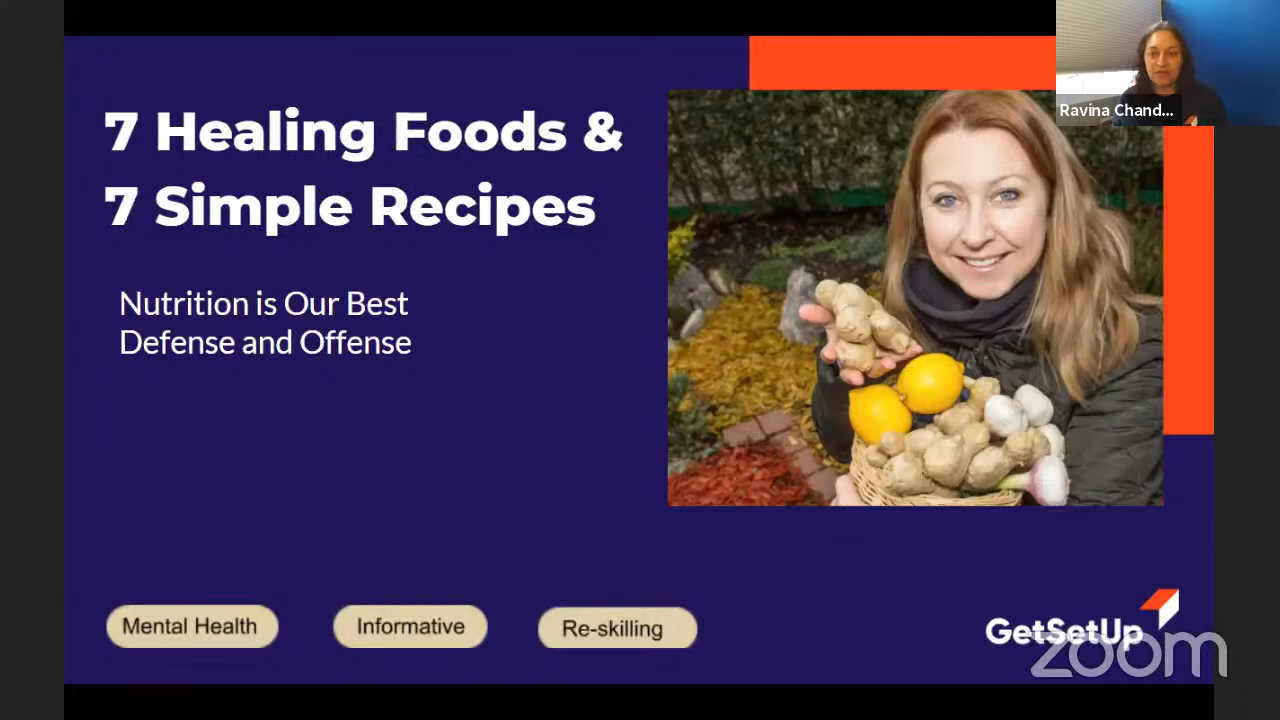 7 Healing Foods &
7 Simple Recipes
Ravina Chand...
Nutrition is Our Best
Defense and Offense
Mental Health
Informative
Re-skilling
GetSetUp
zoom